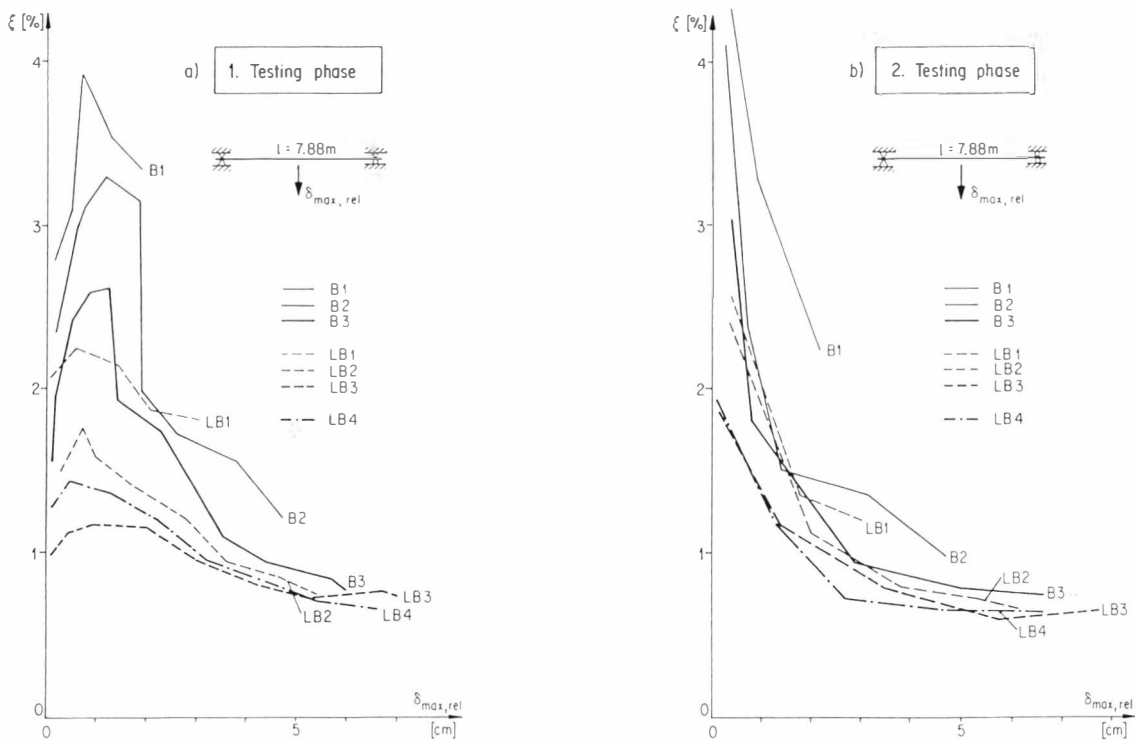 ξ [%]
4
3
2
1
0
a)
1. Testing phase
l = 7.88m
δmax, rel
B1
B2
B3
LB1
LB2
LB3
LB4
B1
LB1
B2
B3
LB2
LB3
LB4
0
5
δmax,rel
[cm]
ξ [%]
4
3
2
1
0
b)
2. Testing phase
l = 7.88m
δmax, rel
B1
B2
B3
LB1
LB2
LB3
LB4
B1
LB1
B2
LB2
B3
LB3
LB4
0
5
δmax,rel
[cm]